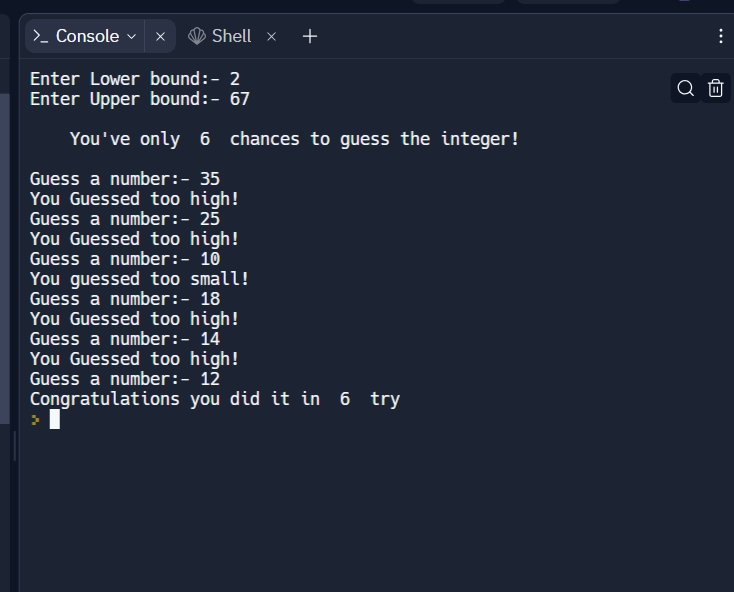 Console Shell
Enter Lower bound:- 2
Enter Upper bound:- 67
You've only  6  chances to guess the integer!
Guess a number:- 35
You Guessed too high!
Guess a number:- 25
You Guessed too high!
Guess a number:- 10
You guessed too small!
Guess a number:- 18
You Guessed too high!
Guess a number:- 14
You Guessed too high!
Guess a number:- 12
Congratulations you did it in  6  try